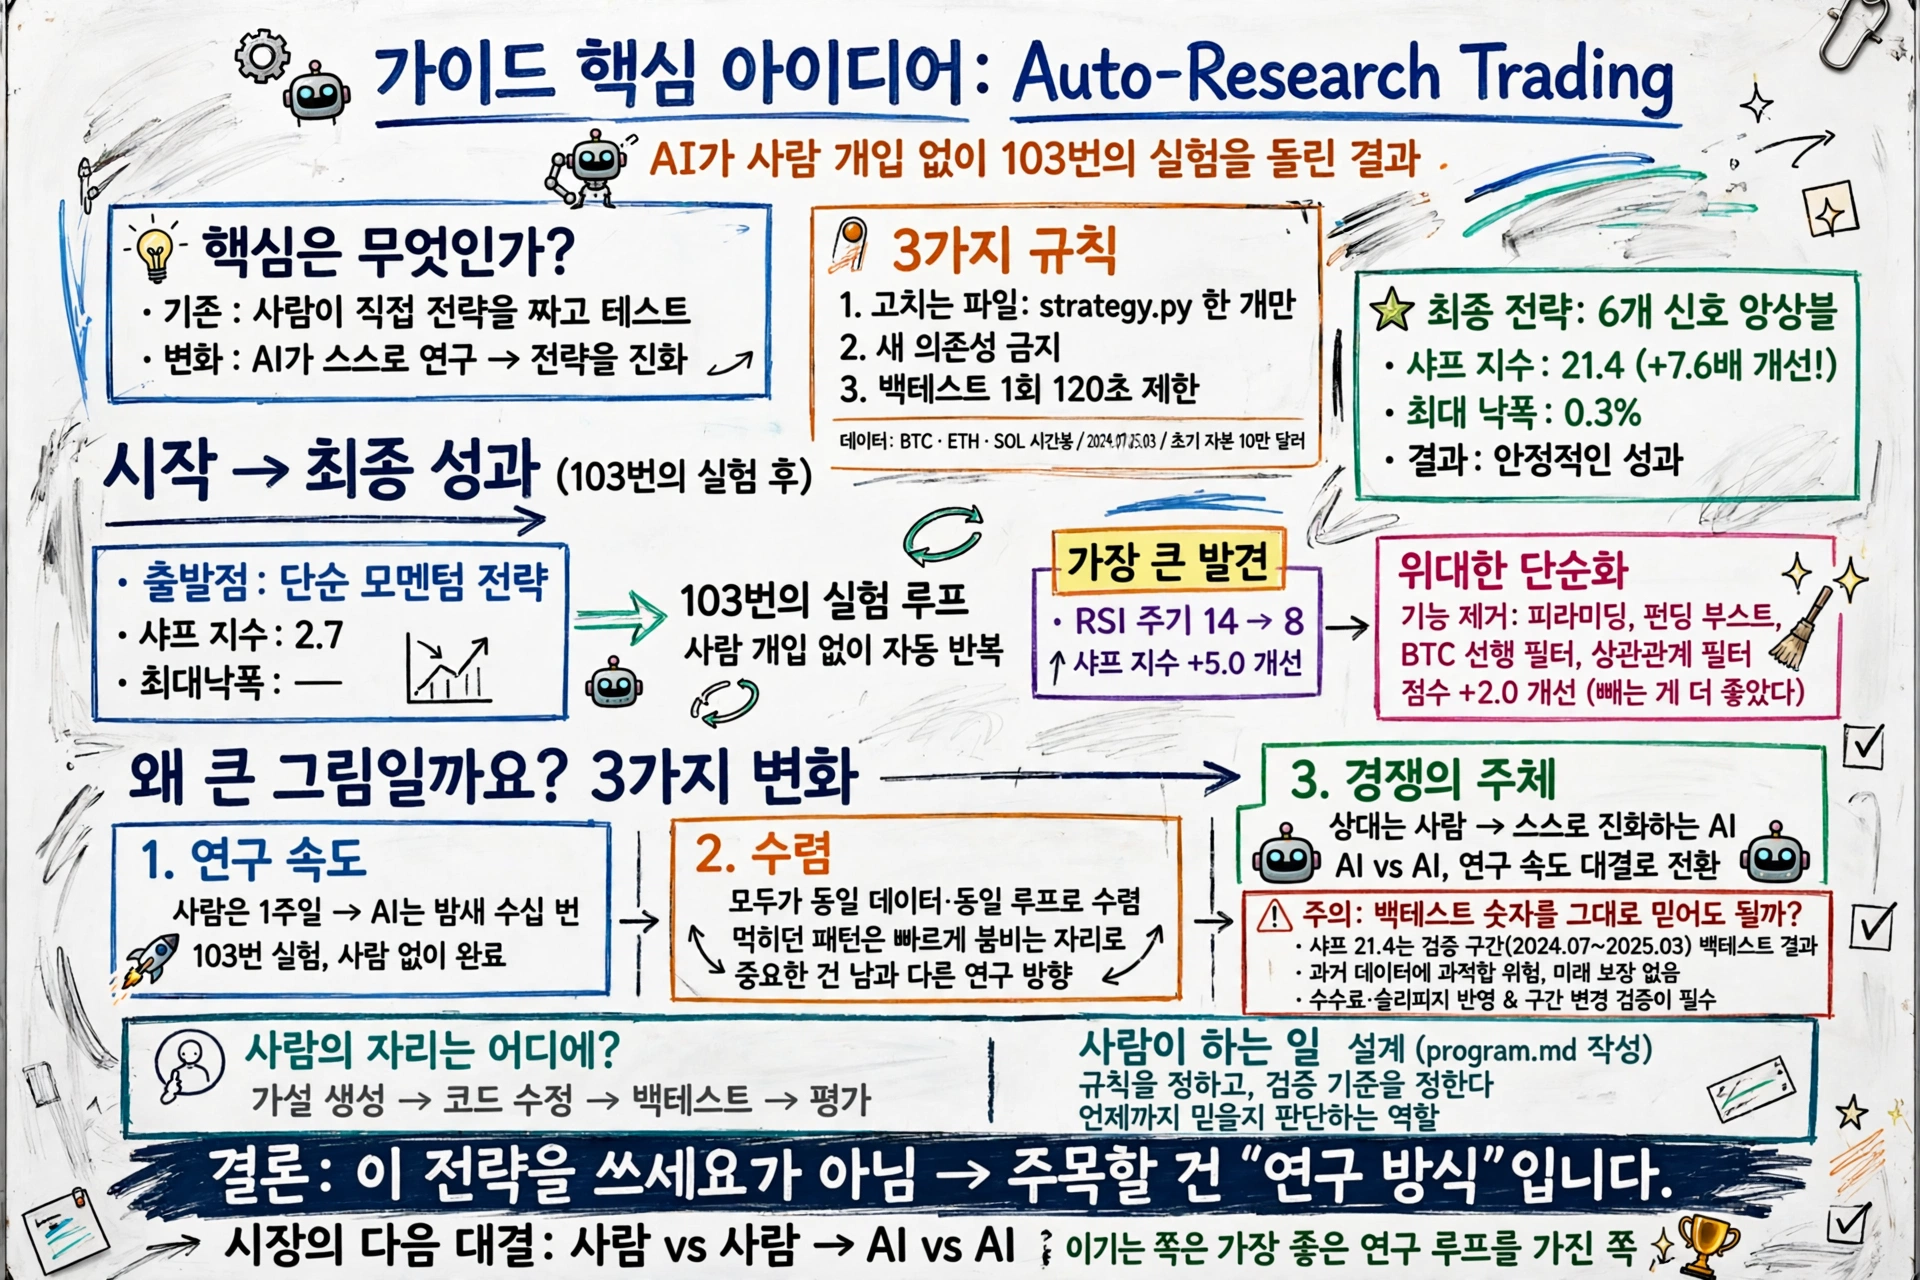 가이드 핵심 아이디어: Auto-Research Trading
AI가 사람 개입 없이 103번의 실험을 돌린 결과
핵심은 무엇인가?
· 기존 : 사람이 직접 전략을 짜고 테스트
· 변화 : AI가 스스로 연구 → 전략을 진화
3가지 규칙
1. 고치는 파일: strategy.py 한 개만
2. 새 의존성 금지
3. 백테스트 1회 120초 제한
데이터: BTC · ETH · SOL 시간봉 / / 초기 자본 10만 달러
최종 전략: 6개 신호 앙상블
· 샤프 지수: 21.4 (+7.6배 개선!)
· 최대 낙폭: 0.3%
· 결과: 안정적인 성과
시작 → 최종 성과 (103번의 실험 후)
· 출발점: 단순 모멘텀 전략
· 샤프 지수: 2.7
· 최대낙폭: —
103번의 실험 루프
사람 개입 없이 자동 반복
가장 큰 발견
· RSI 주기 14 → 8
↑ 샤프 지수 +5.0 개선
위대한 단순화
기능 제거: 피라미딩, 펀딩 부스트,
BTC 선행 필터, 상관관계 필터
점수 +2.0 개선 (빼는 게 더 좋았다)
왜 큰 그림일까요? 3가지 변화
1. 연구 속도
사람은 1주일 → AI는 밤새 수십 번
103번 실험, 사람 없이 완료
2. 수렴
모두가 동일 데이터·동일 루프로 수렴
먹히던 패턴은 빠르게 붐비는 자리로
중요한 건 남과 다른 연구 방향
3. 경쟁의 주체
상대는 사람 → 스스로 진화하는 AI
AI vs AI, 연구 속도 대결로 전환
주의: 백테스트 숫자를 그대로 믿어도 될까?
· 샤프 21.4는 검증 구간(2024.07~2025.03) 백테스트 결과
· 과거 데이터에 과적합 위험, 미래 보장 없음
· 수수료·슬리피지 반영 & 구간 변경 검증이 필수
사람의 자리는 어디에?
가설 생성 → 코드 수정 → 백테스트 → 평가
사람이 하는 일 설계 (program.md 작성)
규칙을 정하고, 검증 기준을 정한다
언제까지 믿을지 판단하는 역할
결론: 이 전략을 쓰세요가 아님 → 주목할 건 “연구 방식”입니다.
→ 시장의 다음 대결: 사람 vs 사람 → AI vs AI
이기는 쪽은 가장 좋은 연구 루프를 가진 쪽